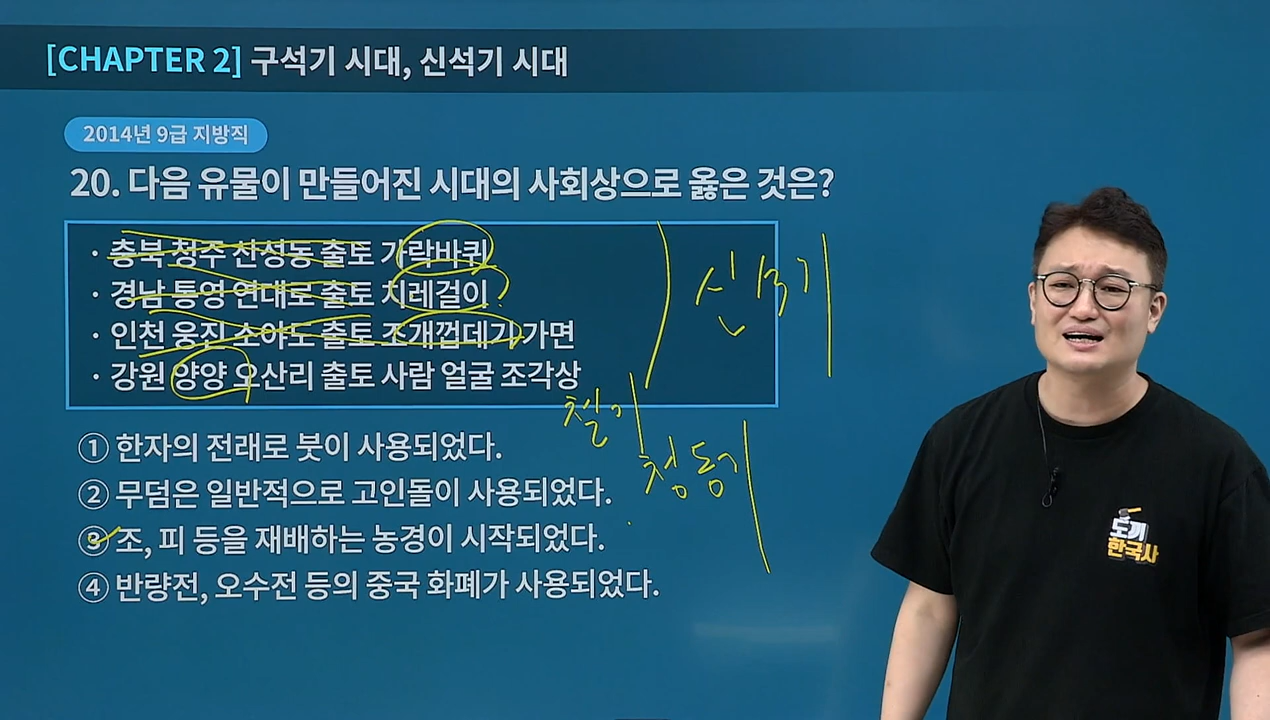 [CHAPTER 2] 구석기 시대, 신석기 시대
2014년 9급 지방직
20. 다음 유물이 만들어진 시대의 사회상으로 옳은 것은?
· 충북 청주 산성동 출토 가락바퀴
· 경남 통영 연대도 출토 치레걸이
?
· 인천 웅진 소야도 출토 조개껍데기 가면
· 강원 양양 오산리 출토 사람 얼굴 조각상
신석기
① 한자의 전래로 붓이 사용되었다.
철기
② 무덤은 일반적으로 고인돌이 사용되었다.
청동기
③ 조, 피 등을 재배하는 농경이 시작되었다.
④ 반량전, 오수전 등의 중국 화폐가 사용되었다.
도끼
한국사